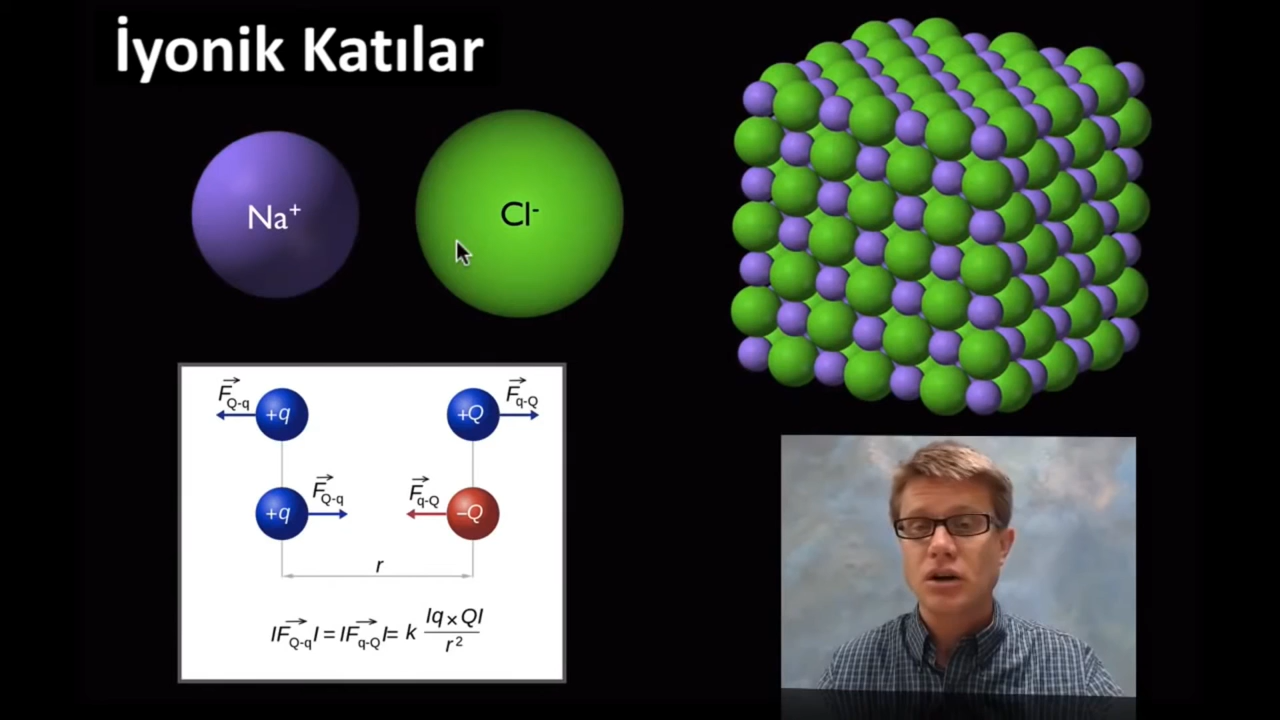 İyonik Katılar
Na⁺
Cl⁻
F⃗Q-q
+q
+Q
F⃗q-Q
+q
F⃗Q-q
F⃗q-Q
–Q
r
|F⃗Q-q| = |F⃗q-Q| = k |q × Q| / r²